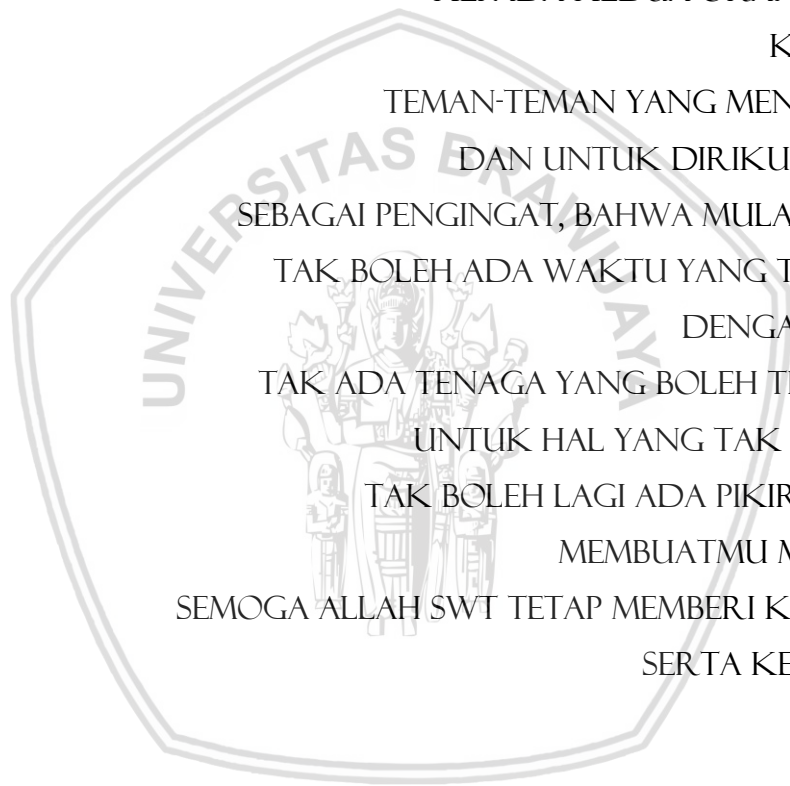 K
TEMAN-TEMAN YANG MEN
DAN UNTUK DIRIKU
SEBAGAI PENGINGAT, BAHWA MULA
TAK BOLEH ADA WAKTU YANG T
DENGA
TAK ADA TENAGA YANG BOLEH T
UNTUK HAL YANG TAK
TAK BOLEH LAGI ADA PIKIR
MEMBUATMU M
SEMOGA ALLAH SWT TETAP MEMBERI K
SERTA KE
UNIVERSITAS BRAWIJAYA